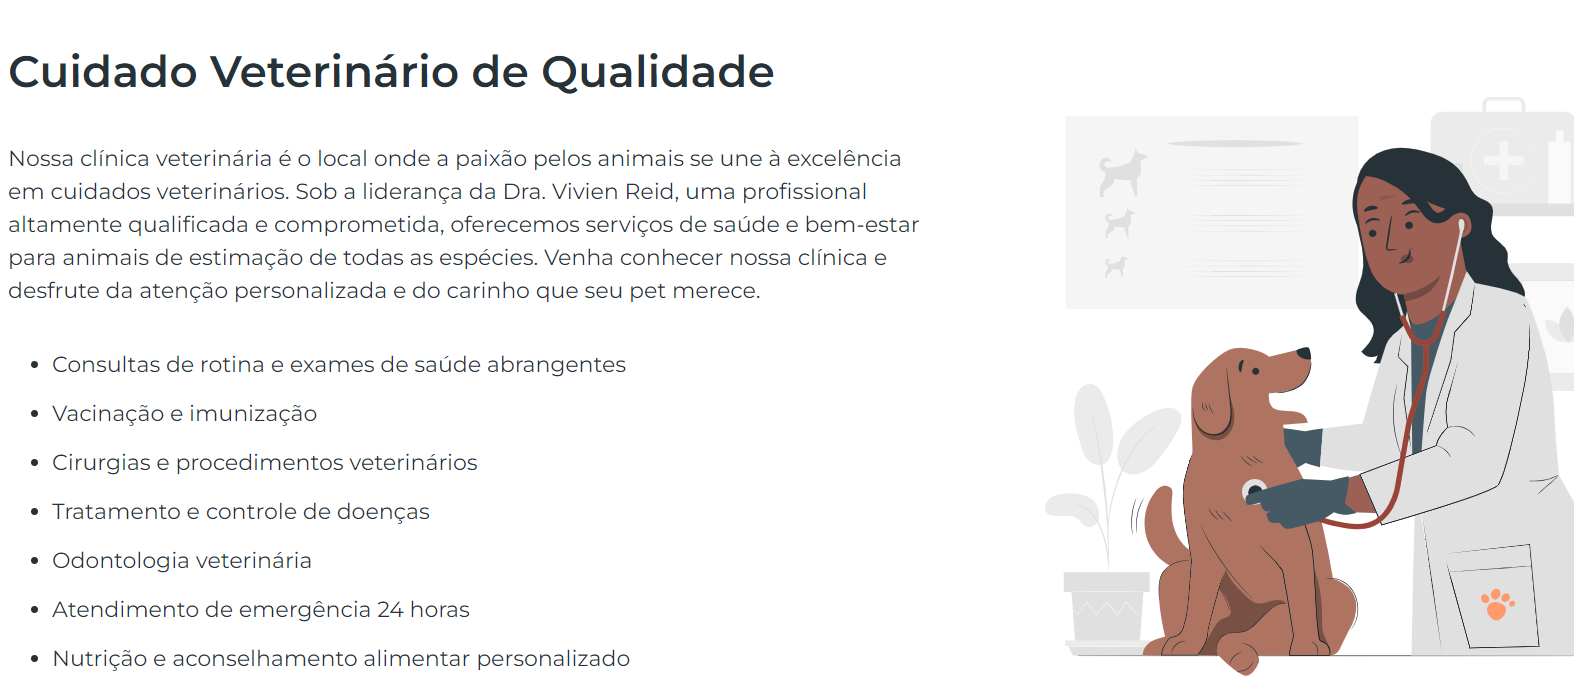 Cuidado Veterinário de Qualidade
Nossa clínica veterinária é o local onde a paixão pelos animais se une à excelência
em cuidados veterinários. Sob a liderança da Dra. Vivien Reid, uma profissional
altamente qualificada e comprometida, oferecemos serviços de saúde e bem-estar
para animais de estimação de todas as espécies. Venha conhecer nossa clínica e
desfrute da atenção personalizada e do carinho que seu pet merece.
• Consultas de rotina e exames de saúde abrangentes
• Vacinação e imunização
• Cirurgias e procedimentos veterinários
• Tratamento e controle de doenças
• Odontologia veterinária
• Atendimento de emergência 24 horas
• Nutrição e aconselhamento alimentar personalizado